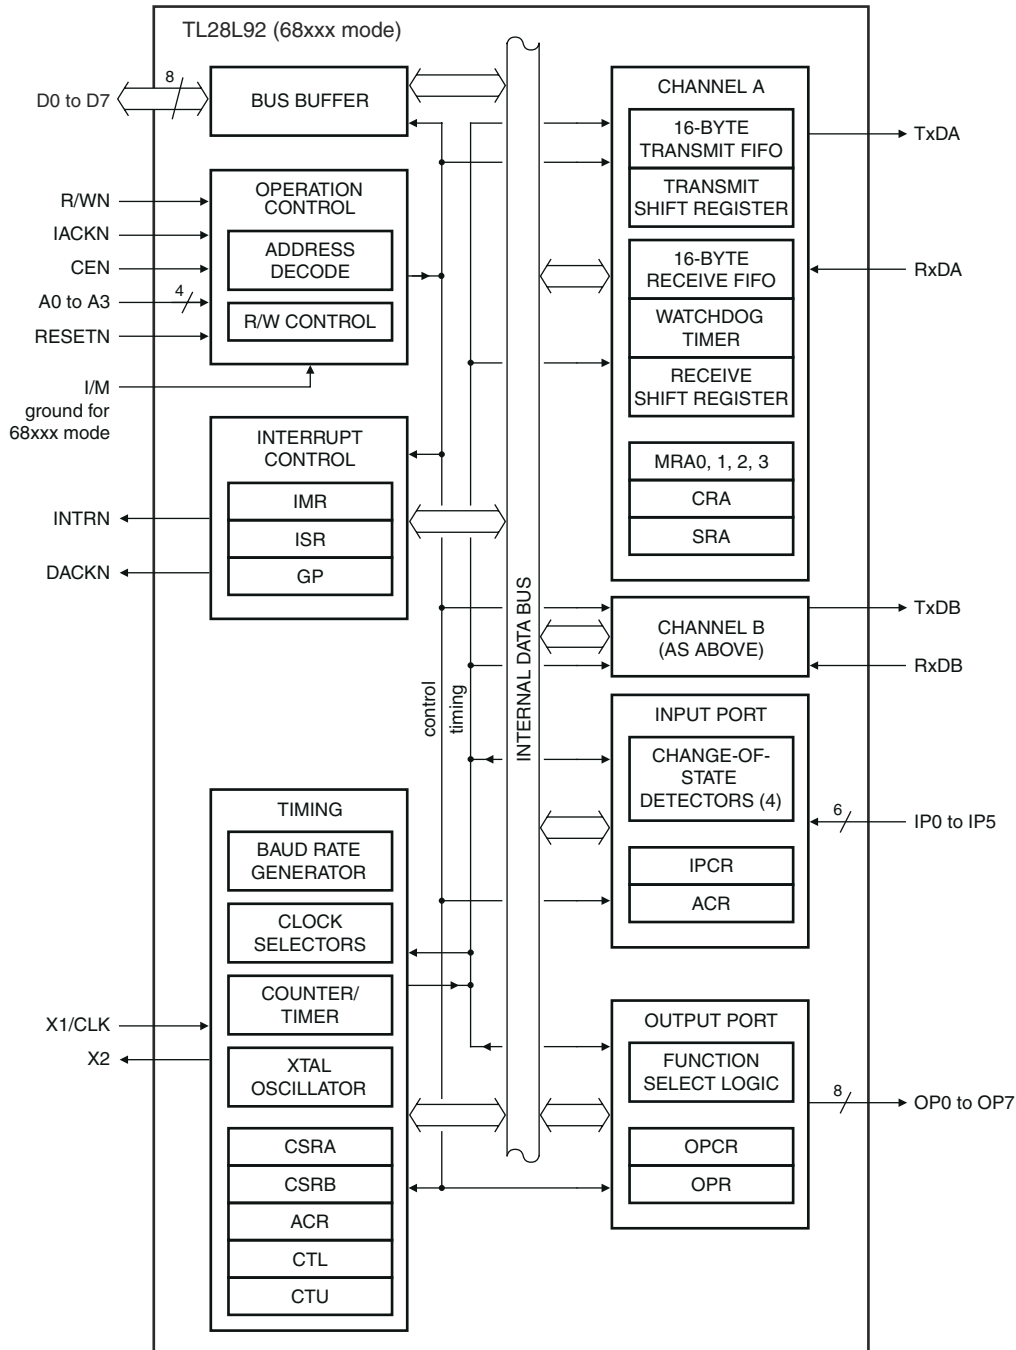 TL28L92 (68xxx mode)
D0 to D7
8
BUS BUFFER
R/WN
IACKN
CEN
A0 to A3
4
RESETN
OPERATION
CONTROL
ADDRESS
DECODE
R/W CONTROL
I/M
ground for
68xxx mode
INTERRUPT
CONTROL
IMR
ISR
GP
INTRN
DACKN
control
timing
INTERNAL DATA BUS
TIMING
BAUD RATE
GENERATOR
CLOCK
SELECTORS
COUNTER/
TIMER
XTAL
OSCILLATOR
CSRA
CSRB
ACR
CTL
CTU
X1/CLK
X2
CHANNEL A
16-BYTE
TRANSMIT FIFO
TRANSMIT
SHIFT REGISTER
16-BYTE
RECEIVE FIFO
WATCHDOG
TIMER
RECEIVE
SHIFT REGISTER
MRA0, 1, 2, 3
CRA
SRA
TxDA
RxDA
CHANNEL B
(AS ABOVE)
TxDB
RxDB
INPUT PORT
CHANGE-OF-
STATE
DETECTORS (4)
IPCR
ACR
6
IP0 to IP5
OUTPUT PORT
FUNCTION
SELECT LOGIC
OPCR
OPR
8
OP0 to OP7